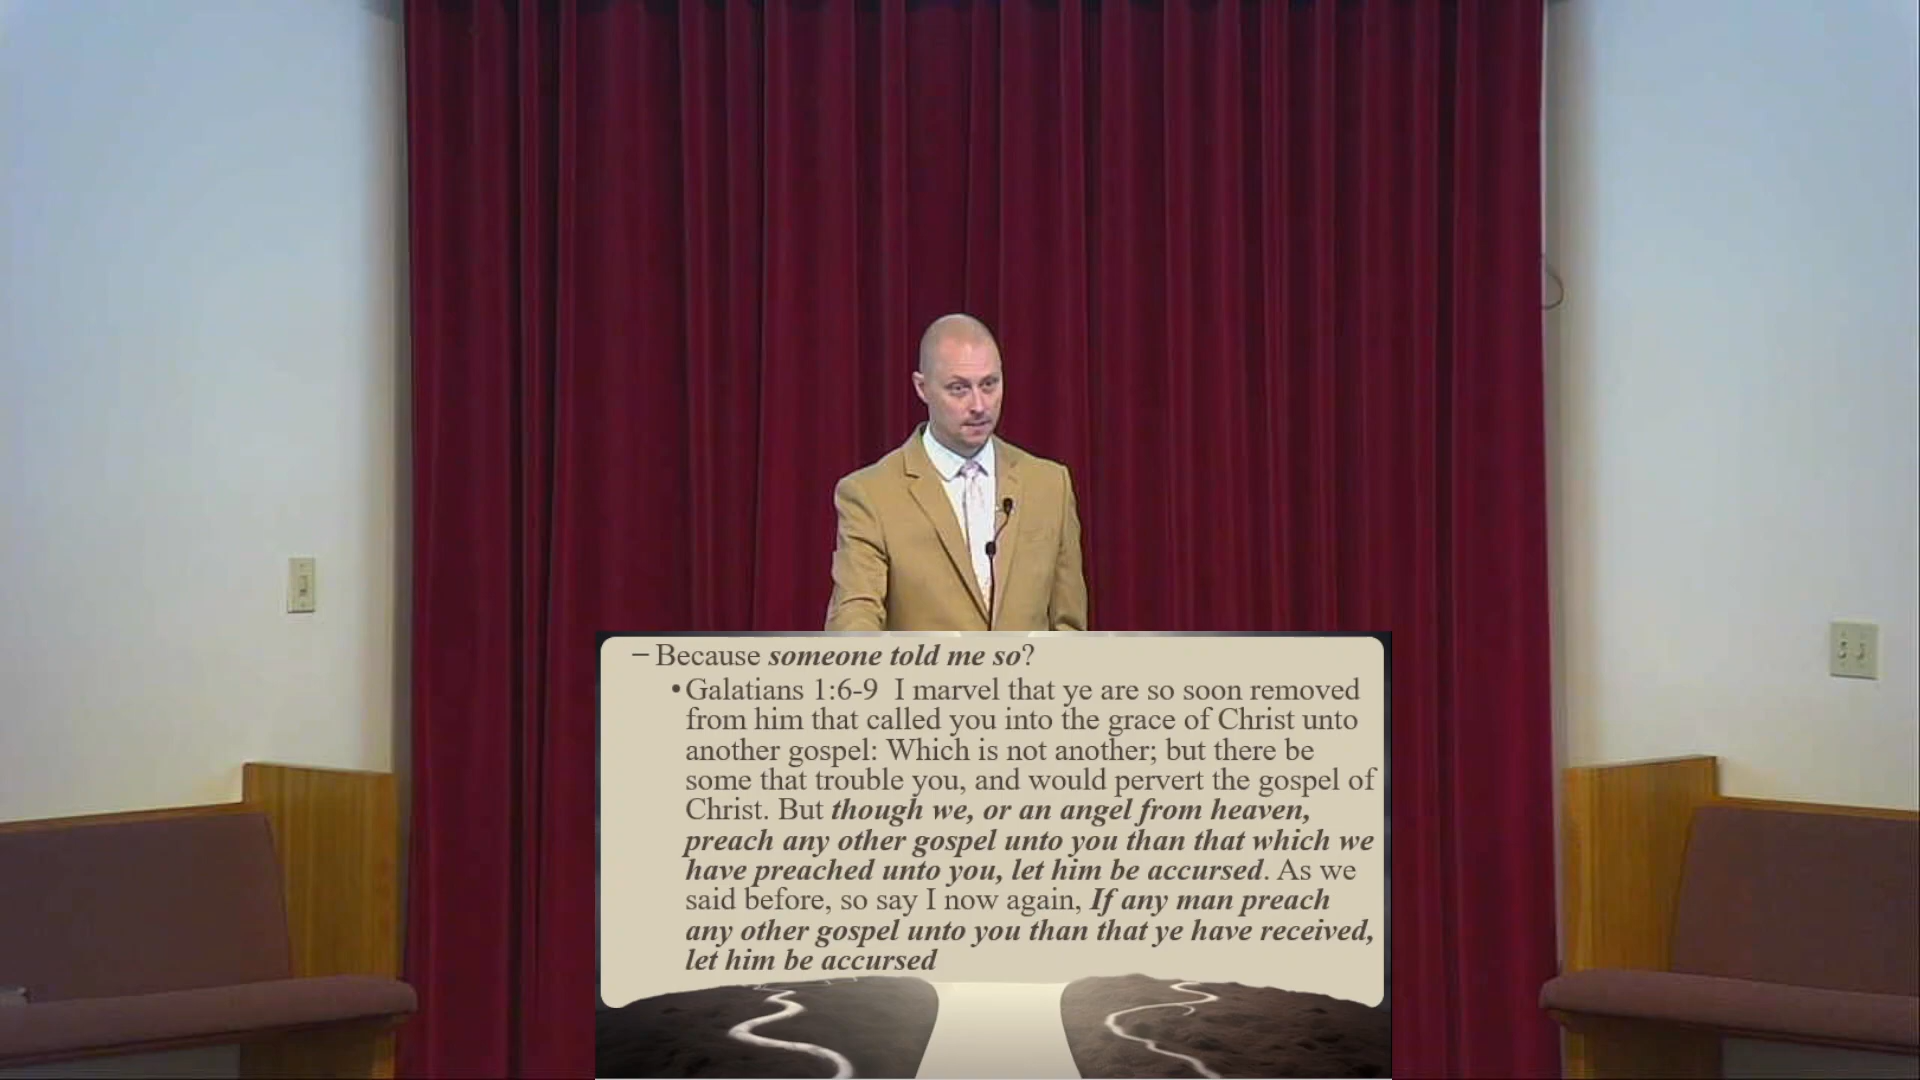 – Because someone told me so?
•Galatians 1:6-9  I marvel that ye are so soon removed
from him that called you into the grace of Christ unto
another gospel: Which is not another; but there be
some that trouble you, and would pervert the gospel of
Christ. But though we, or an angel from heaven,
preach any other gospel unto you than that which we
have preached unto you, let him be accursed. As we
said before, so say I now again, If any man preach
any other gospel unto you than that ye have received,
let him be accursed